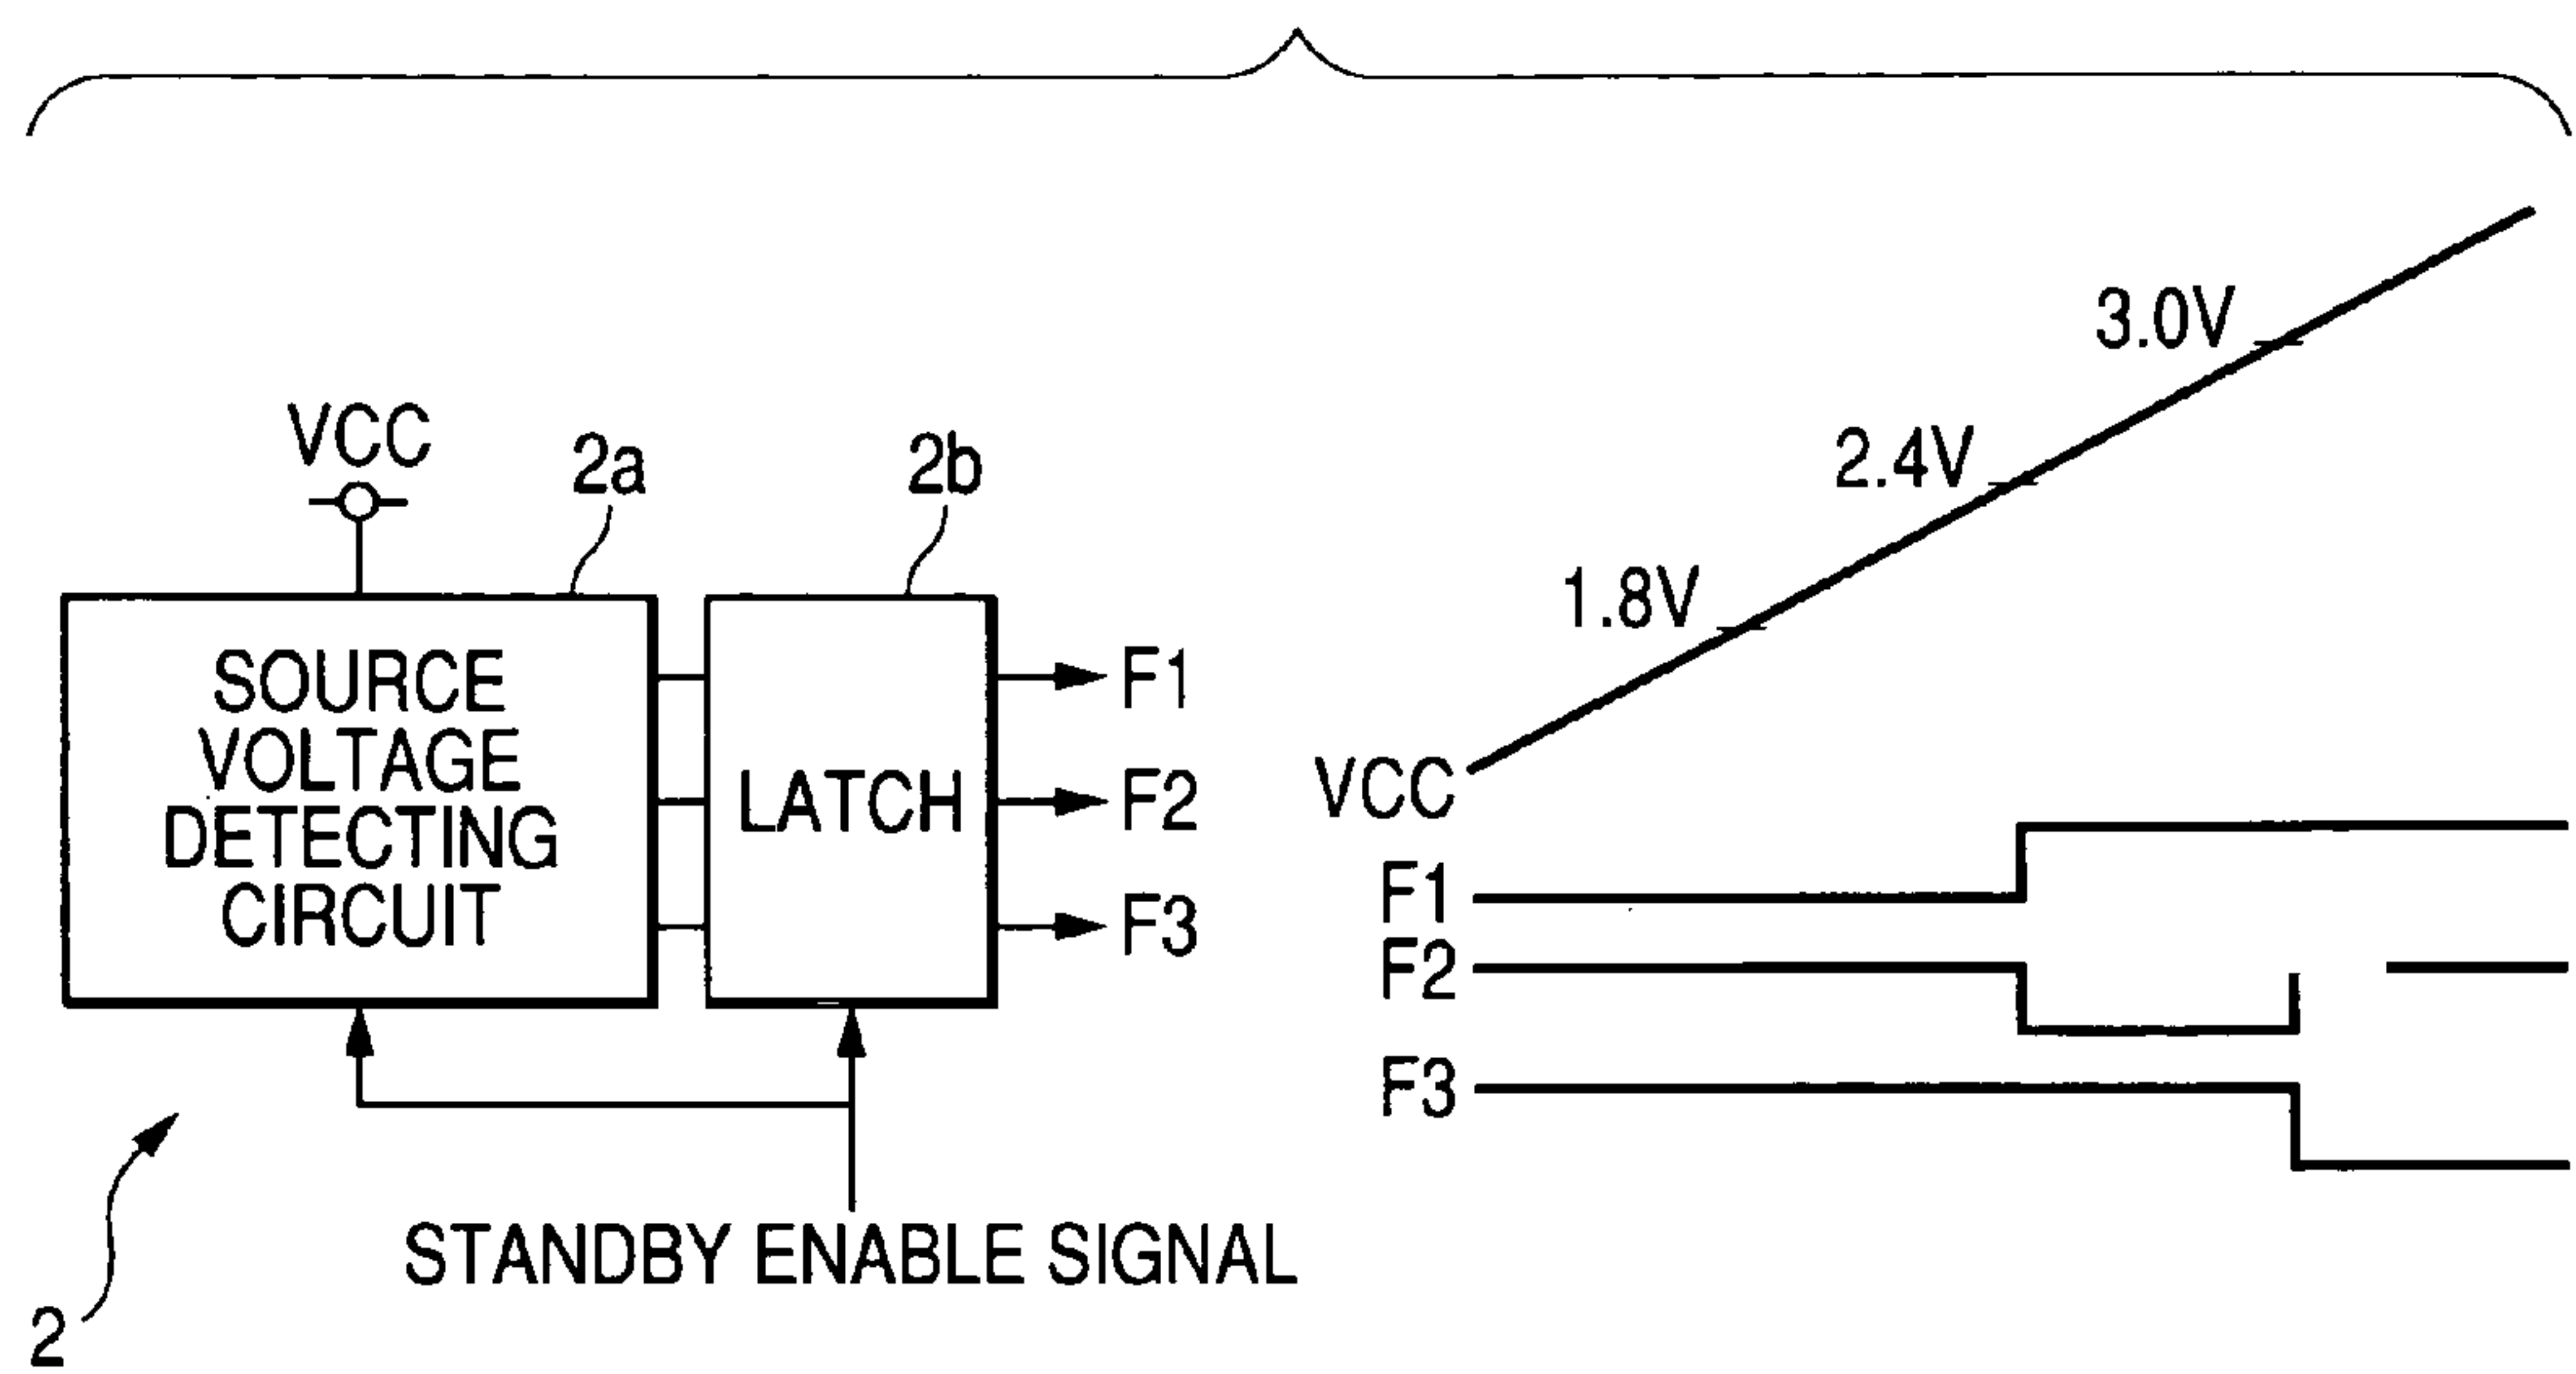 VCC
2a
2b
SOURCE
VOLTAGE
DETECTING
CIRCUIT
LATCH
F1
F2
F3
STANDBY ENABLE SIGNAL
2
3.0V
2.4V
1.8V
VCC
F1
F2
F3